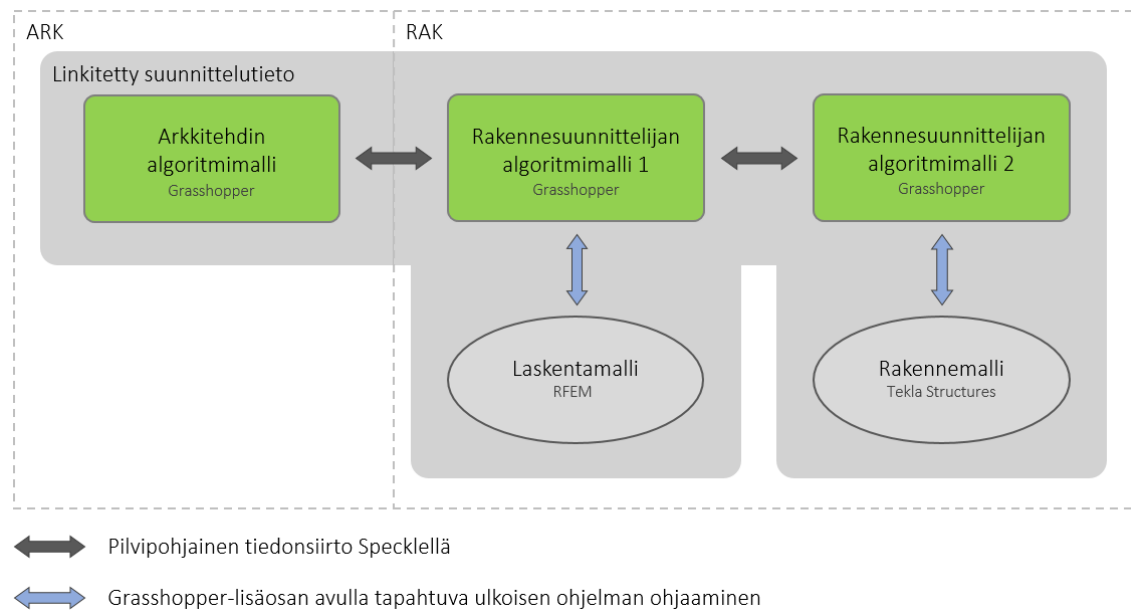 ARK
RAK
Linkitetty suunnittelutieto
Arkkitehdin
algoritmimalli
Grasshopper
Rakennesuunnittelijan
algoritmimalli 1
Grasshopper
Rakennesuunnittelijan
algoritmimalli 2
Grasshopper
Laskentamalli
RFEM
Rakennemalli
Tekla Structures
Pilvipohjainen tiedonsiirto Specklellä
Grasshopper-lisäosan avulla tapahtuva ulkoisen ohjelman ohjaaminen